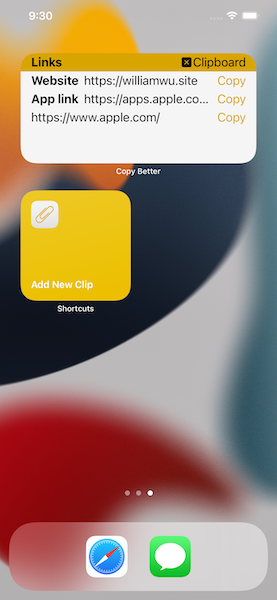 9:30
Links Clipboard
Website https://williamwu.site Copy
App link https://apps.apple.co... Copy
https://www.apple.com/ Copy
Copy Better
Add New Clip
Shortcuts